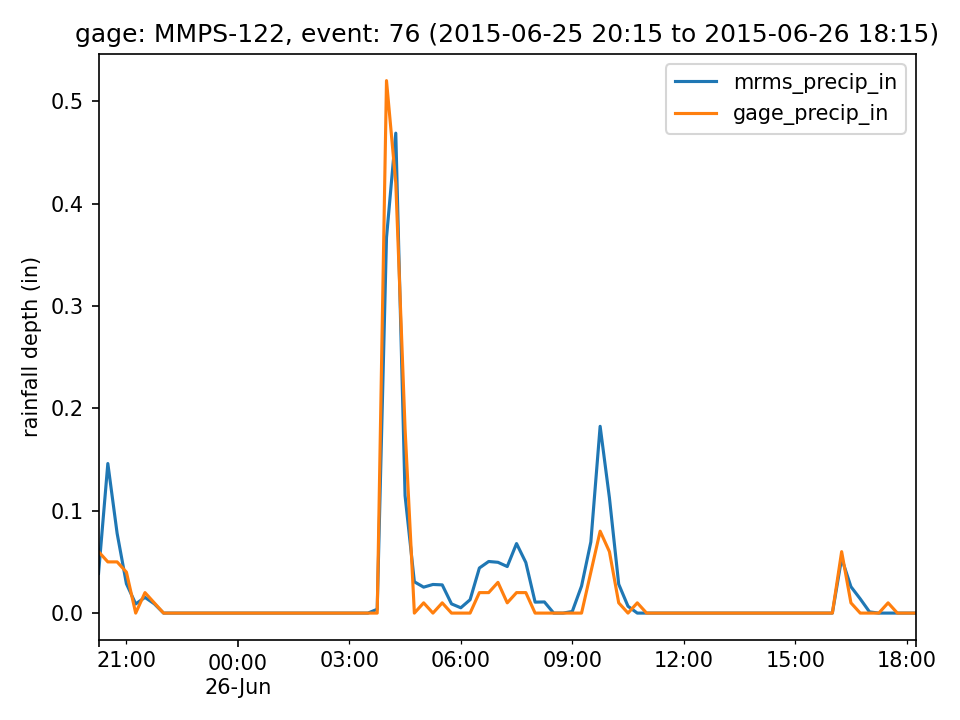 gage: MMPS-122, event: 76 (2015-06-25 20:15 to 2015-06-26 18:15)
mrms_precip_in
gage_precip_in
rainfall depth (in)
0.5
0.4
0.3
0.2
0.1
0.0
21:00 00:00 03:00 06:00 09:00 12:00 15:00 18:00
26-Jun